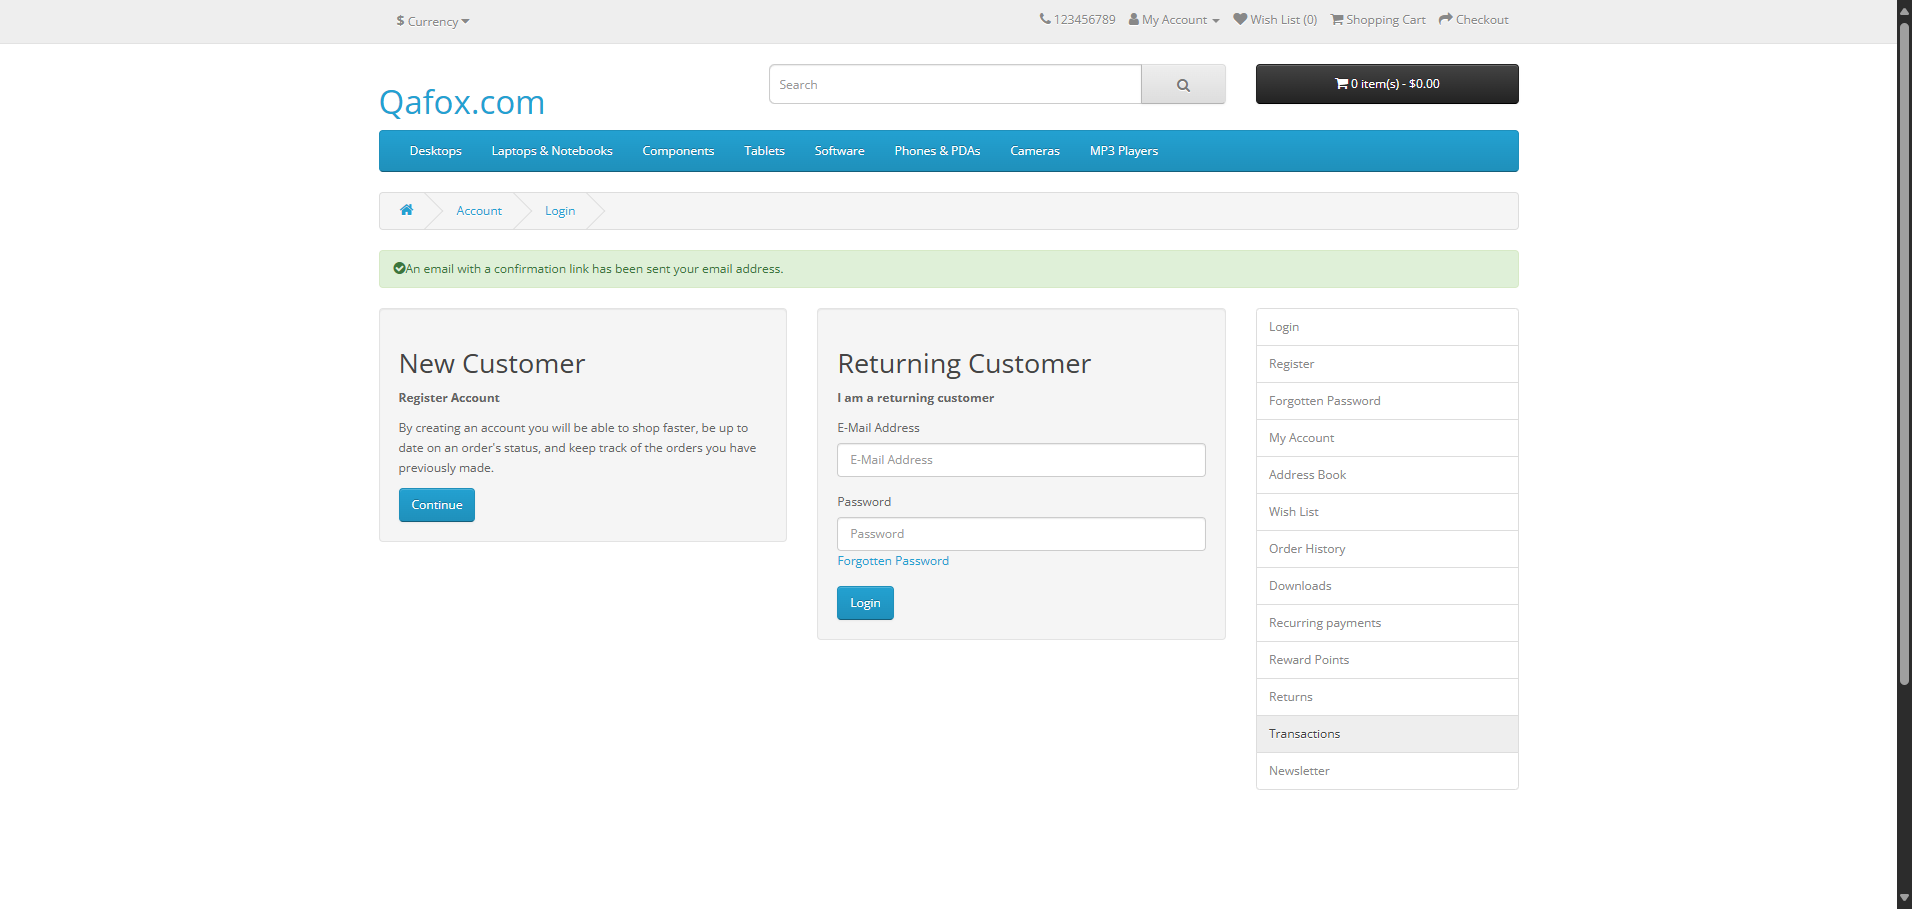 $ Currency
123456789 My Account Wish List (0) Shopping Cart Checkout
Qafox.com
Search
0 item(s) - $0.00
Desktops Laptops & Notebooks Components Tablets Software Phones & PDAs Cameras MP3 Players
Account Login
An email with a confirmation link has been sent your email address.
New Customer
Register Account
By creating an account you will be able to shop faster, be up to
date on an order's status, and keep track of the orders you have
previously made.
Continue
Returning Customer
I am a returning customer
E-Mail Address
E-Mail Address
Password
Password
Forgotten Password
Login
Login
Register
Forgotten Password
My Account
Address Book
Wish List
Order History
Downloads
Recurring payments
Reward Points
Returns
Transactions
Newsletter